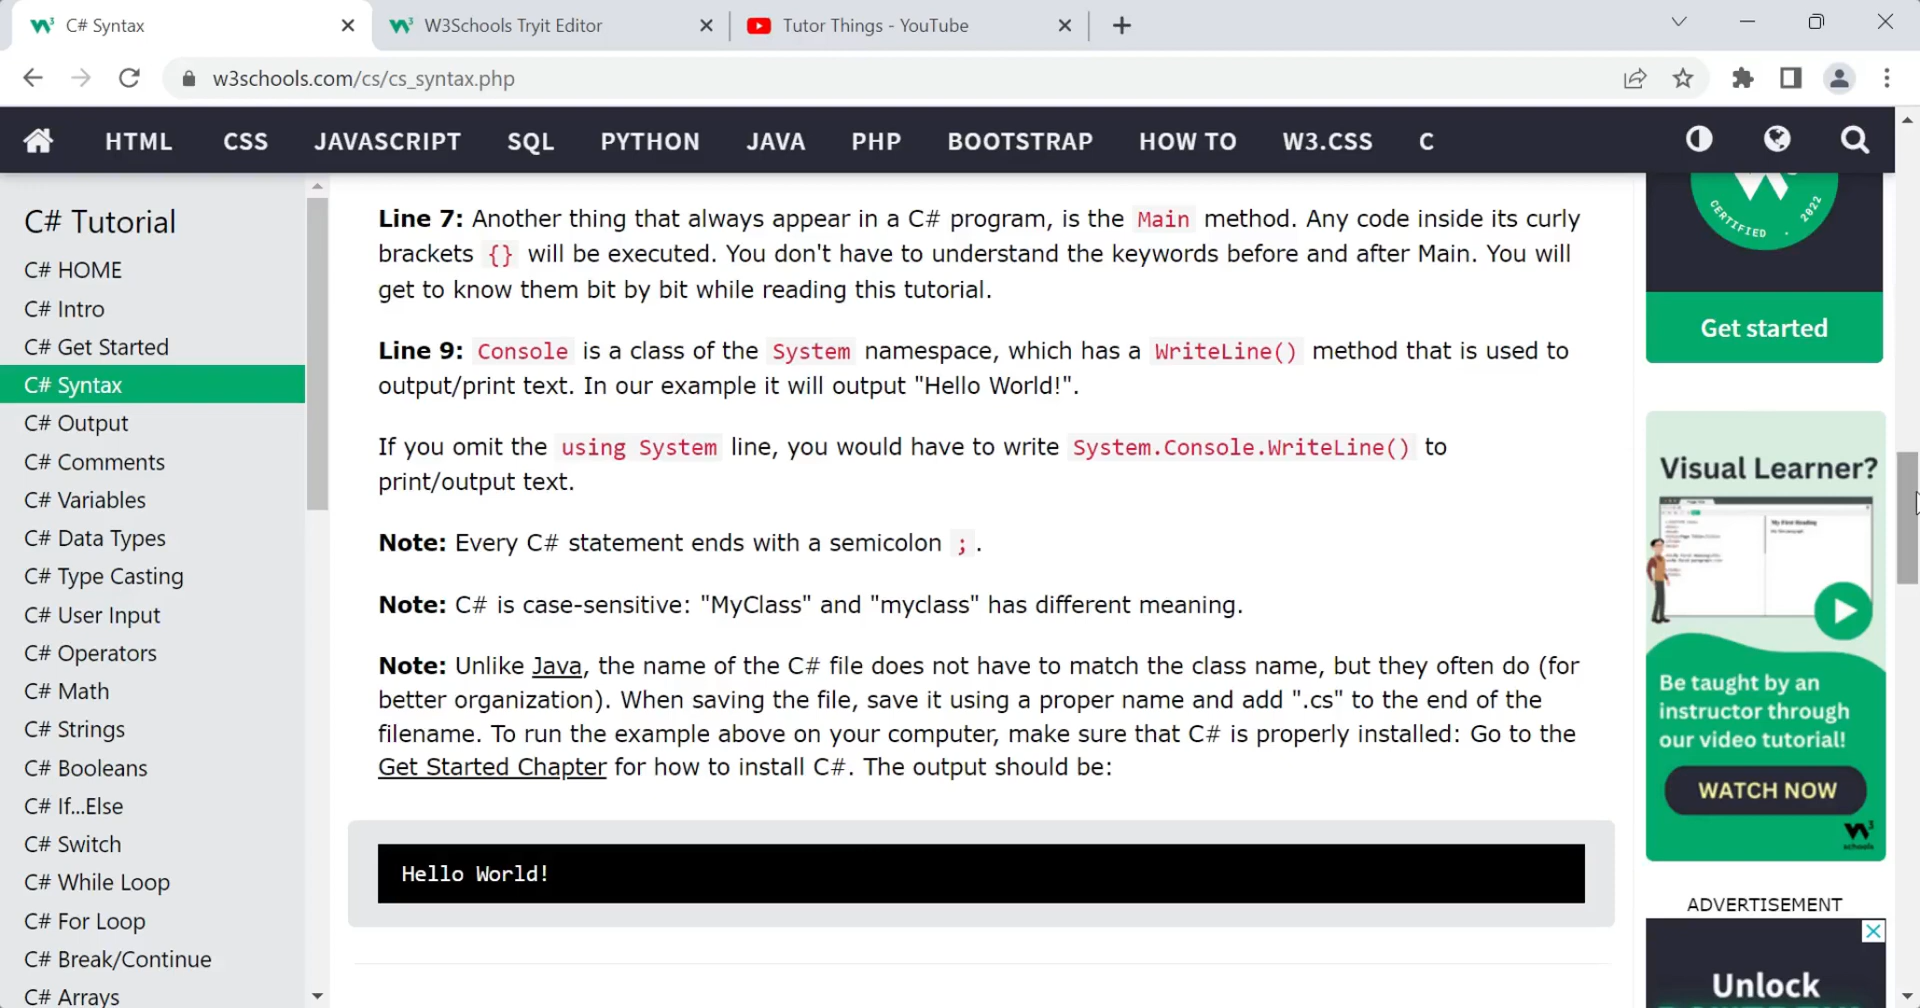 C# Syntax
W3Schools Tryit Editor
Tutor Things - YouTube
w3schools.com/cs/cs_syntax.php
HTML CSS JAVASCRIPT SQL PYTHON JAVA PHP BOOTSTRAP HOW TO W3.CSS C
C# Tutorial
C# HOME
C# Intro
C# Get Started
C# Syntax
C# Output
C# Comments
C# Variables
C# Data Types
C# Type Casting
C# User Input
C# Operators
C# Math
C# Strings
C# Booleans
C# If...Else
C# Switch
C# While Loop
C# For Loop
C# Break/Continue
C# Arrays
Line 7: Another thing that always appear in a C# program, is the Main method. Any code inside its curly
brackets {} will be executed. You don't have to understand the keywords before and after Main. You will
get to know them bit by bit while reading this tutorial.
Line 9: Console is a class of the System namespace, which has a WriteLine() method that is used to
output/print text. In our example it will output "Hello World!".
If you omit the using System line, you would have to write System.Console.WriteLine() to
print/output text.
Note: Every C# statement ends with a semicolon ;.
Note: C# is case-sensitive: "MyClass" and "myclass" has different meaning.
Note: Unlike Java, the name of the C# file does not have to match the class name, but they often do (for
better organization). When saving the file, save it using a proper name and add ".cs" to the end of the
filename. To run the example above on your computer, make sure that C# is properly installed: Go to the
Get Started Chapter for how to install C#. The output should be:
Hello World!
CERTIFIED . 2022
Get started
Visual Learner?
Be taught by an
instructor through
our video tutorial!
WATCH NOW
schools
ADVERTISEMENT
Unlock